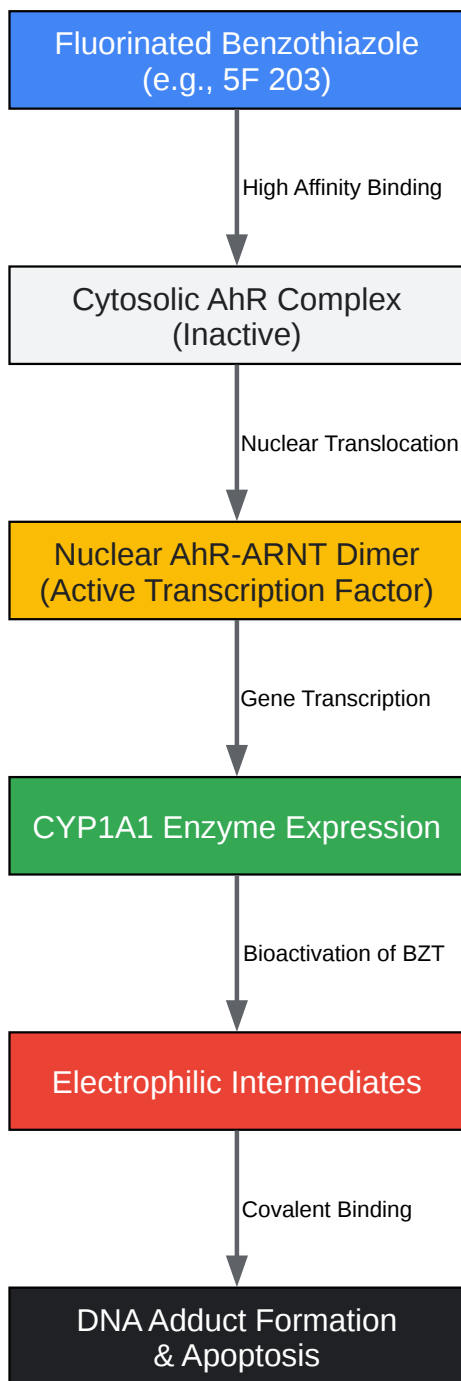 Fluorinated Benzothiazole
(e.g., 5F 203)
High Affinity Binding
Cytosolic AhR Complex
(Inactive)
Nuclear Translocation
Nuclear AhR-ARNT Dimer
(Active Transcription Factor)
Gene Transcription
CYP1A1 Enzyme Expression
Bioactivation of BZT
Electrophilic Intermediates
Covalent Binding
DNA Adduct Formation
& Apoptosis